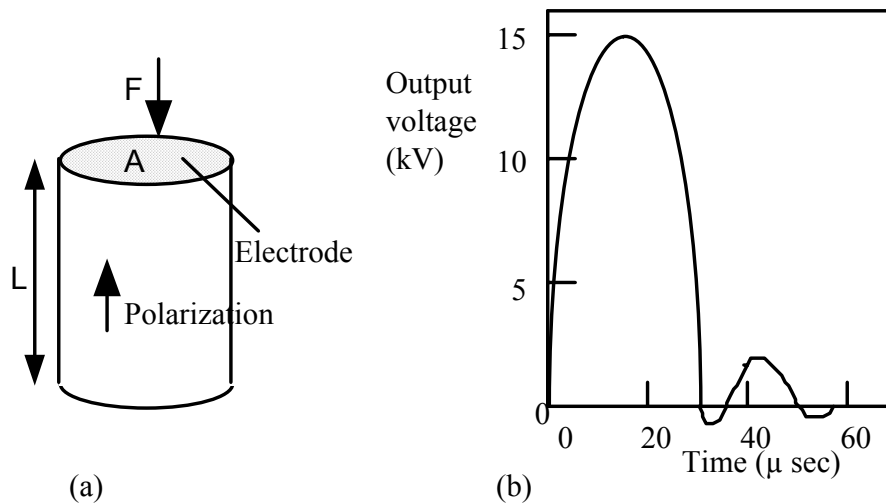 F
A
L
Electrode
Polarization
(a)
Output
voltage
(kV)
15
10
5
0
0 20 40 60
Time (μ sec)
(b)